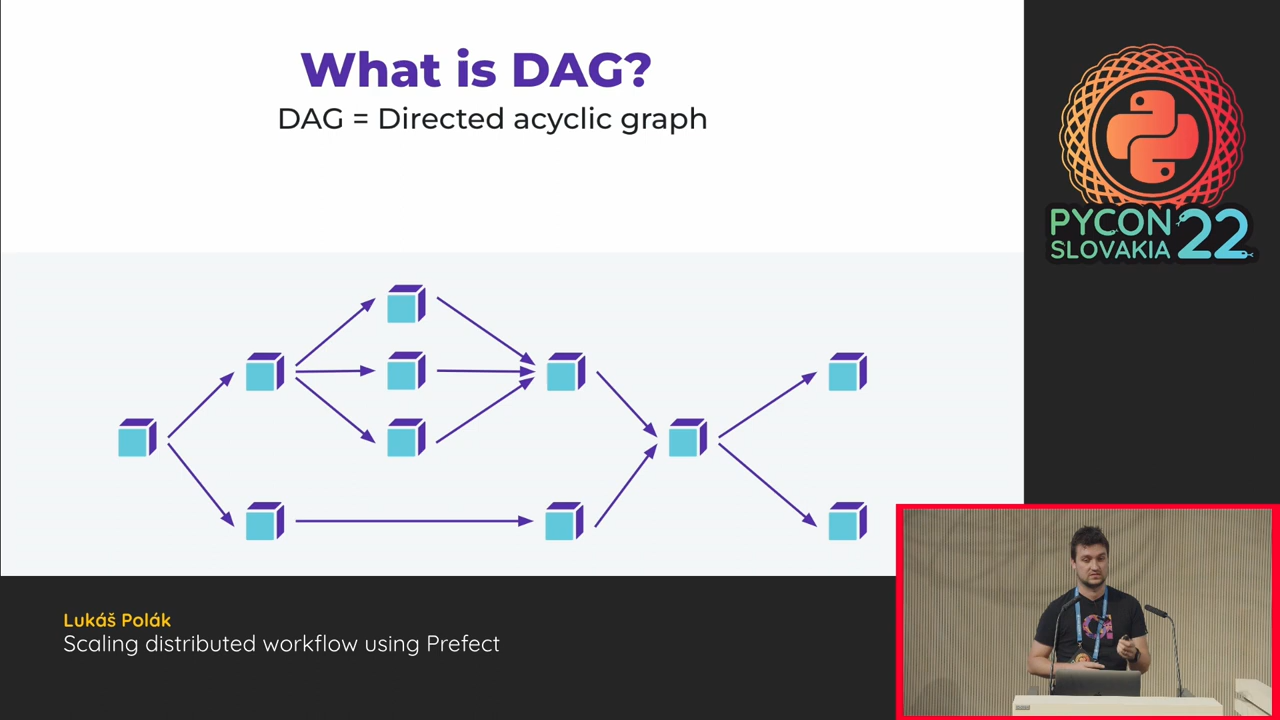 What is DAG?
DAG = Directed acyclic graph
PYCON
SLOVAKIA
22
Lukáš Polák
Scaling distributed workflow using Prefect